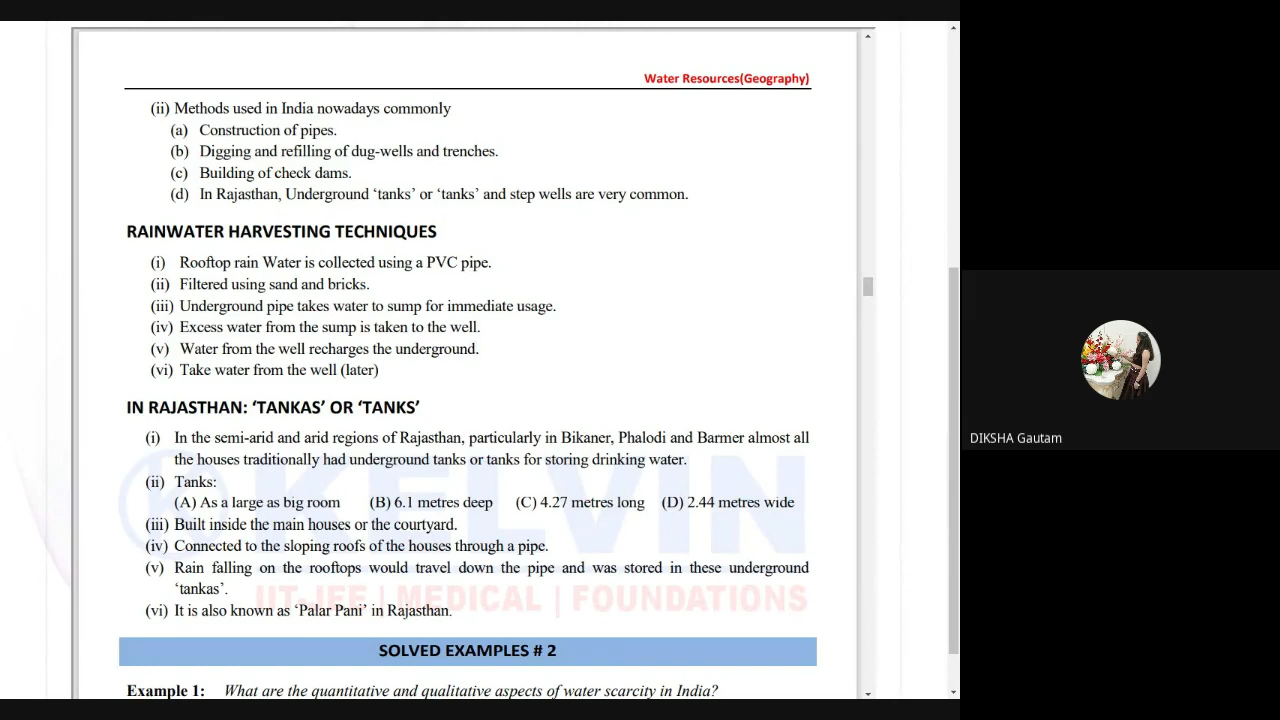 Water Resources(Geography)
(ii) Methods used in India nowadays commonly
(a) Construction of pipes.
(b) Digging and refilling of dug-wells and trenches.
(c) Building of check dams.
(d) In Rajasthan, Underground ‘tanks’ or ‘tanks’ and step wells are very common.
RAINWATER HARVESTING TECHNIQUES
(i) Rooftop rain Water is collected using a PVC pipe.
(ii) Filtered using sand and bricks.
(iii) Underground pipe takes water to sump for immediate usage.
(iv) Excess water from the sump is taken to the well.
(v) Water from the well recharges the underground.
(vi) Take water from the well (later)
IN RAJASTHAN: ‘TANKAS’ OR ‘TANKS’
(i) In the semi-arid and arid regions of Rajasthan, particularly in Bikaner, Phalodi and Barmer almost all
the houses traditionally had underground tanks or tanks for storing drinking water.
(ii) Tanks:
(A) As a large as big room (B) 6.1 metres deep (C) 4.27 metres long (D) 2.44 metres wide
(iii) Built inside the main houses or the courtyard.
(iv) Connected to the sloping roofs of the houses through a pipe.
(v) Rain falling on the rooftops would travel down the pipe and was stored in these underground
‘tankas’.
(vi) It is also known as ‘Palar Pani’ in Rajasthan.
KELVIN
IIT-JEE | MEDICAL | FOUNDATIONS
SOLVED EXAMPLES # 2
Example 1: What are the quantitative and qualitative aspects of water scarcity in India?
DIKSHA Gautam